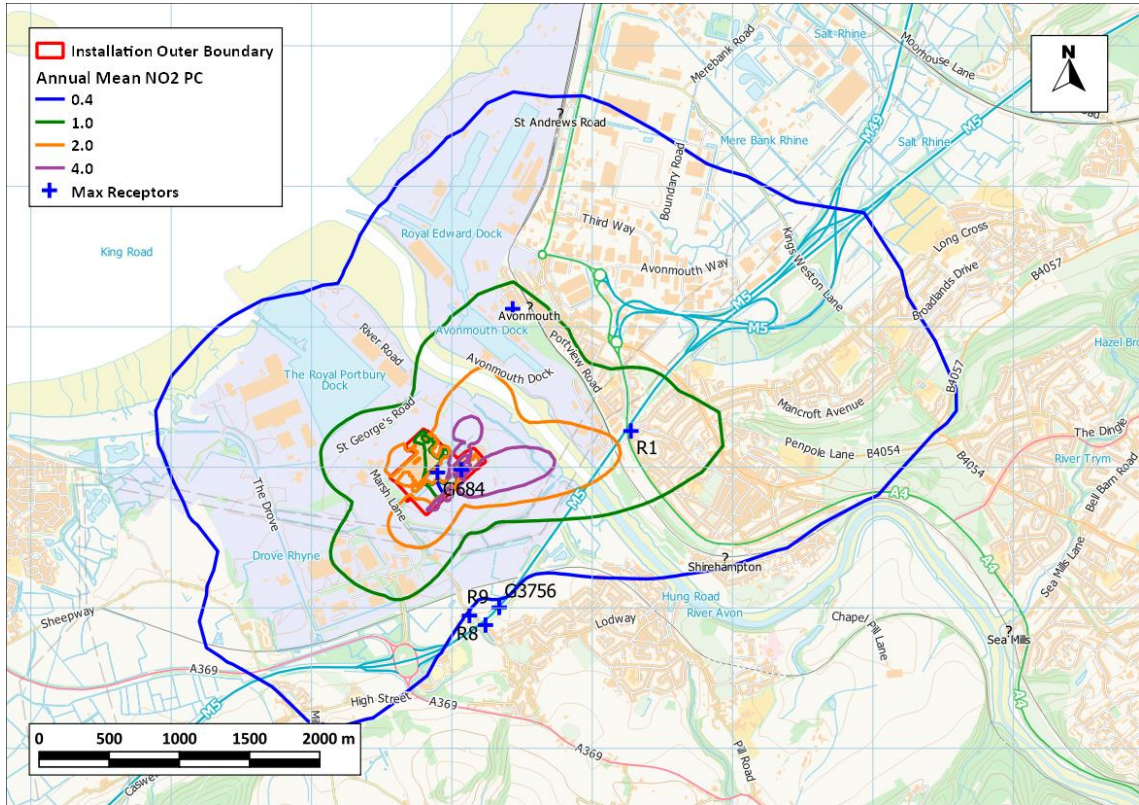 Installation Outer Boundary
Annual Mean NO2 PC
0.4
1.0
2.0
4.0
Max Receptors
N
Moorhouse Lane
Salt Rhine
Merebank Road
M49
M5
St Andrews Road
?
Mere Bank Rhine
Salt Rhine
Boundary Road
Third Way
Royal Edward Dock
King Road
Long Cross
Kings Weston Lane
Avonmouth Way
B4057
Broadlands Drive
M5
M5
?
Avonmouth
Avonmouth Dock
River Road
Portview Road
Hazel Bro
Avonmouth Dock
The Royal Portbury
Dock
B4057
Mancroft Avenue
St George's Road
R1
The Dingle
Penpole Lane
B4054
B4054
River Trym
G684
Marsh Lane
The Drove
M5
A4
Bell Barn Road
Drove Rhyne
?
Shirehampton
A4
Sea Mills Lane
Hung Road
River Avon
G3756
R9
Sheepway
Lodway
R8
Chapel Pill Lane
?
Sea Mills
A369
High Street
A369
A4
M5
0 500 1000 1500 2000 m
A369
Pill Road